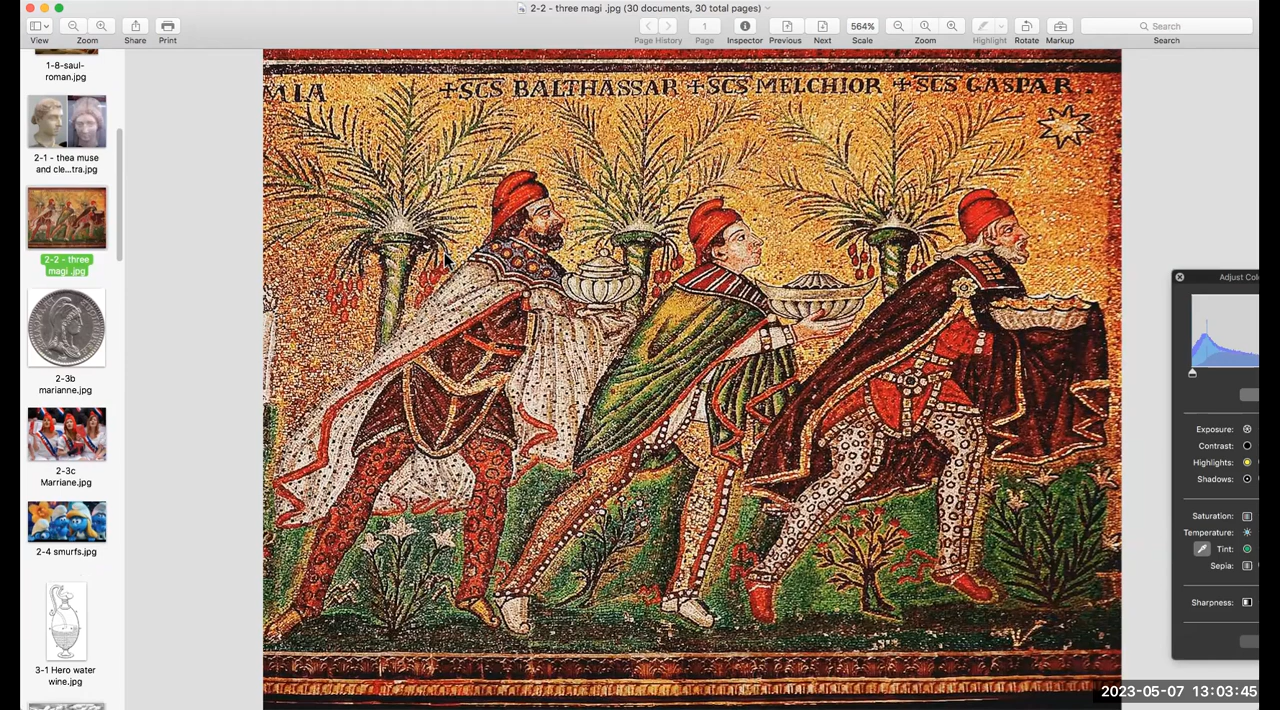 2-2 - three magi .jpg (30 documents, 30 total pages)
View
Zoom
Share
Print
Page History
1
Page
Inspector
Previous
Next
564%
Scale
Zoom
Highlight
Rotate
Markup
Search
Search
1-8-saul-
roman.jpg
2-1 - thea muse
and cle...tra.jpg
2-2 - three
magi .jpg
2-3b
marianne.jpg
2-3c
Marriane.jpg
2-4 smurfs.jpg
3-1 Hero water
wine.jpg
MIA +SCS BALTHASSAR +SCS MELCHIOR +SCS GASPAR..
Adjust Col
Exposure:
Contrast:
Highlights:
Shadows:
Saturation:
Temperature:
Tint:
Sepia:
Sharpness:
2023-05-07 13:03:45